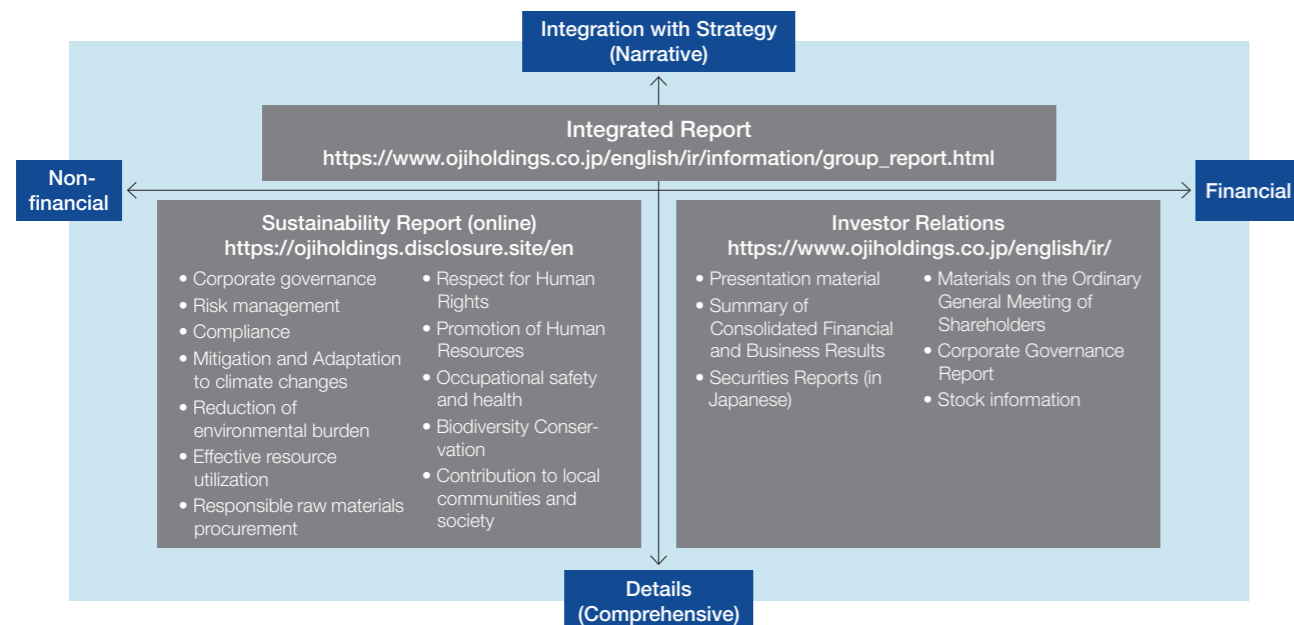 Integration with Strategy
(Narrative)
Integrated Report
https://www.ojiholdings.co.jp/english/ir/information/group_report.html
Non-
financial
Financial
Sustainability Report (online)
https://ojiholdings.disclosure.site/en
• Corporate governance
• Risk management
• Compliance
• Mitigation and Adaptation
to climate changes
• Reduction of
environmental burden
• Effective resource
utilization
• Responsible raw materials
procurement
• Respect for Human
Rights
• Promotion of Human
Resources
• Occupational safety
and health
• Biodiversity Conser-
vation
• Contribution to local
communities and
society
Investor Relations
https://www.ojiholdings.co.jp/english/ir/
• Presentation material
• Summary of
Consolidated Financial
and Business Results
• Securities Reports (in
Japanese)
• Materials on the Ordinary
General Meeting of
Shareholders
• Corporate Governance
Report
• Stock information
Details
(Comprehensive)